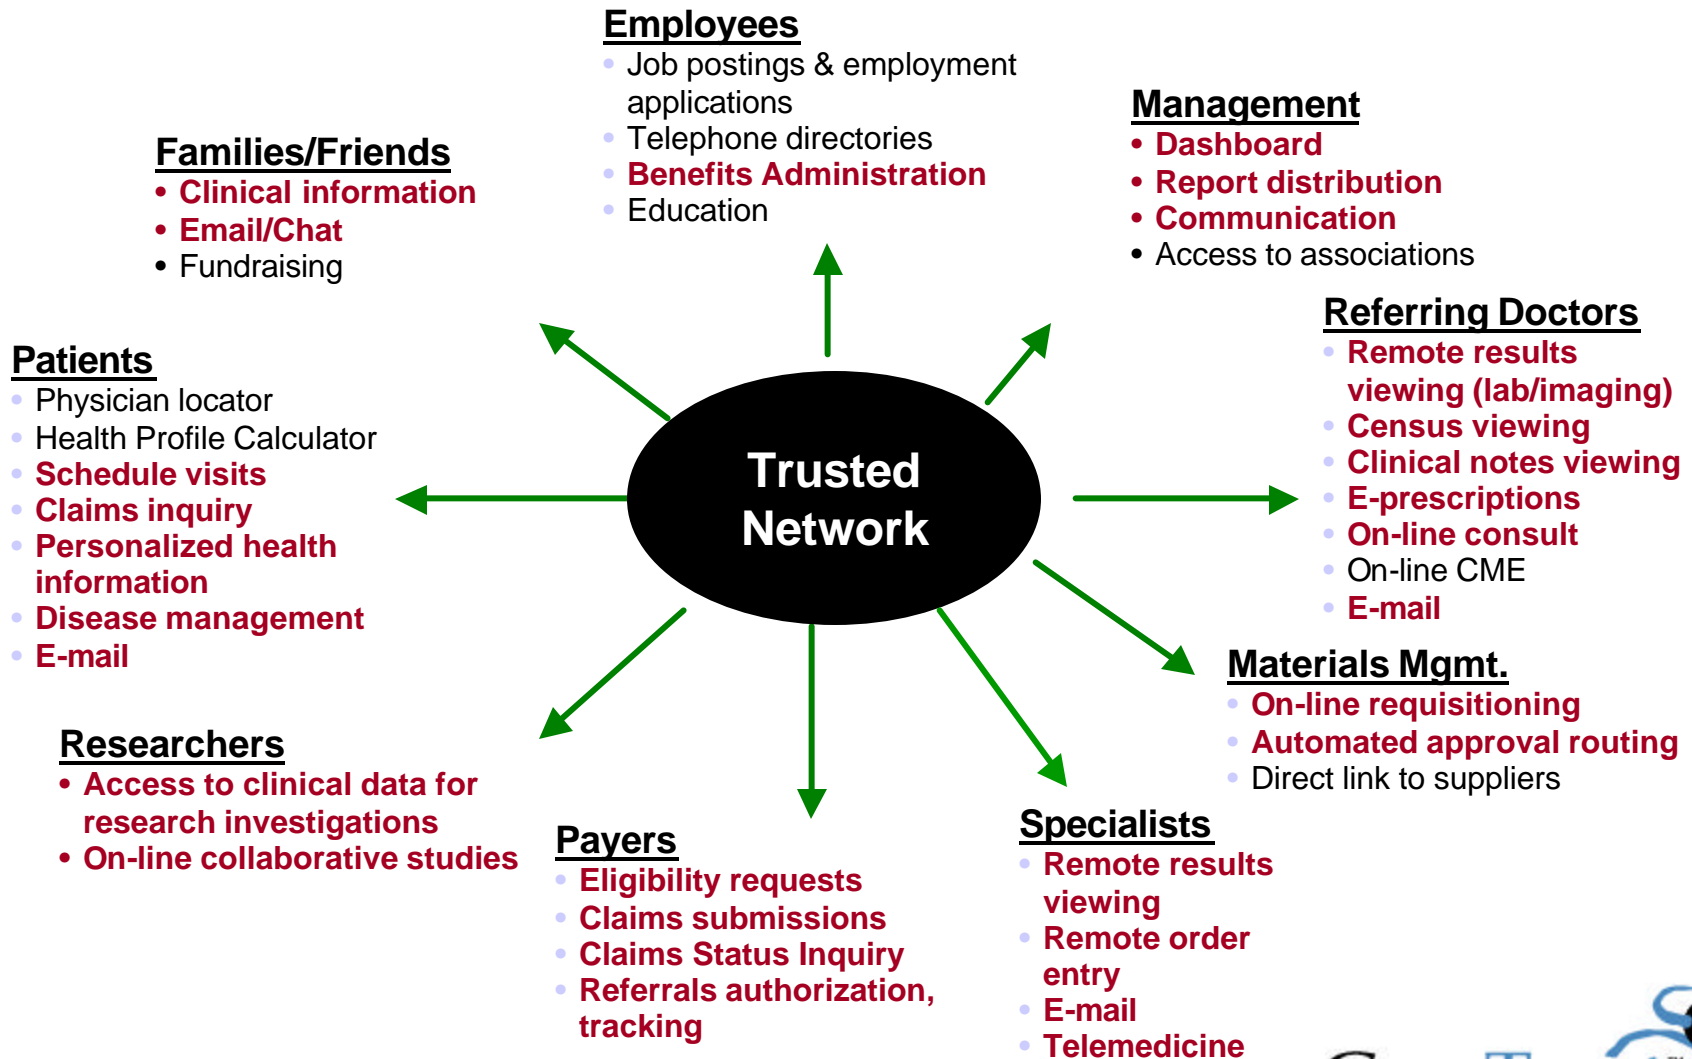 Employees
• Job postings & employment
applications
• Telephone directories
• Benefits Administration
• Education
Management
• Dashboard
• Report distribution
• Communication
• Access to associations
Families/Friends
• Clinical information
• Email/Chat
• Fundraising
Referring Doctors
• Remote results
viewing (lab/imaging)
• Census viewing
• Clinical notes viewing
• E-prescriptions
• On-line consult
• On-line CME
• E-mail
Patients
• Physician locator
• Health Profile Calculator
• Schedule visits
• Claims inquiry
• Personalized health
information
• Disease management
• E-mail
Trusted
Network
Materials Mgmt.
• On-line requisitioning
• Automated approval routing
• Direct link to suppliers
Researchers
• Access to clinical data for
research investigations
• On-line collaborative studies
Payers
• Eligibility requests
• Claims submissions
• Claims Status Inquiry
• Referrals authorization,
tracking
Specialists
• Remote results
viewing
• Remote order
entry
• E-mail
• Telemedicine